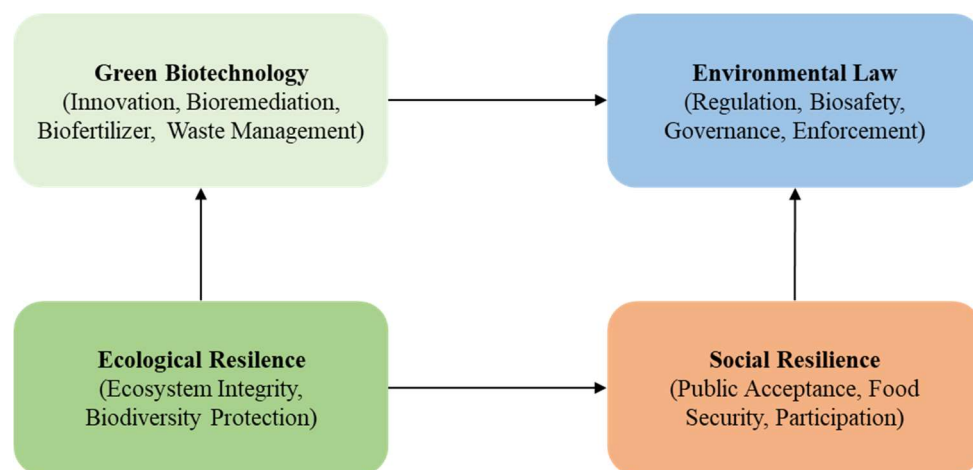 Green Biotechnology
(Innovation, Bioremediation,
Biofertilizer, Waste Management)
Environmental Law
(Regulation, Biosafety,
Governance, Enforcement)
Ecological Resilence
(Ecosystem Integrity,
Biodiversity Protection)
Social Resilience
(Public Acceptance, Food
Security, Participation)